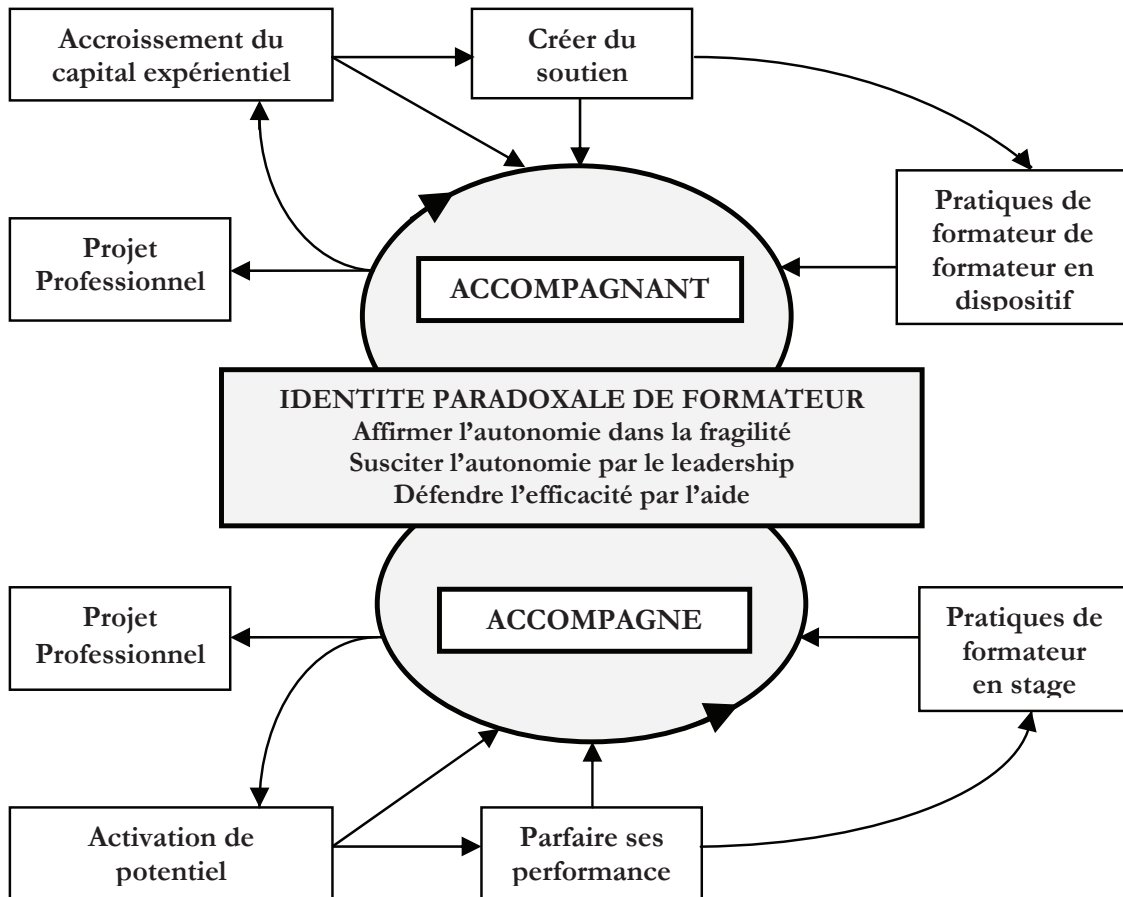 Accroissement du
capital expérientiel
Créer du
soutien
Pratiques de
formateur de
formateur en
dispositif
Projet
Professionnel
ACCOMPAGNANT
IDENTITE PARADOXALE DE FORMATEUR
Affirmer l’autonomie dans la fragilité
Susciter l’autonomie par le leadership
Défendre l’efficacité par l’aide
Projet
Professionnel
ACCOMPAGNE
Pratiques de
formateur
en stage
Activation de
potentiel
Parfaire ses
performance